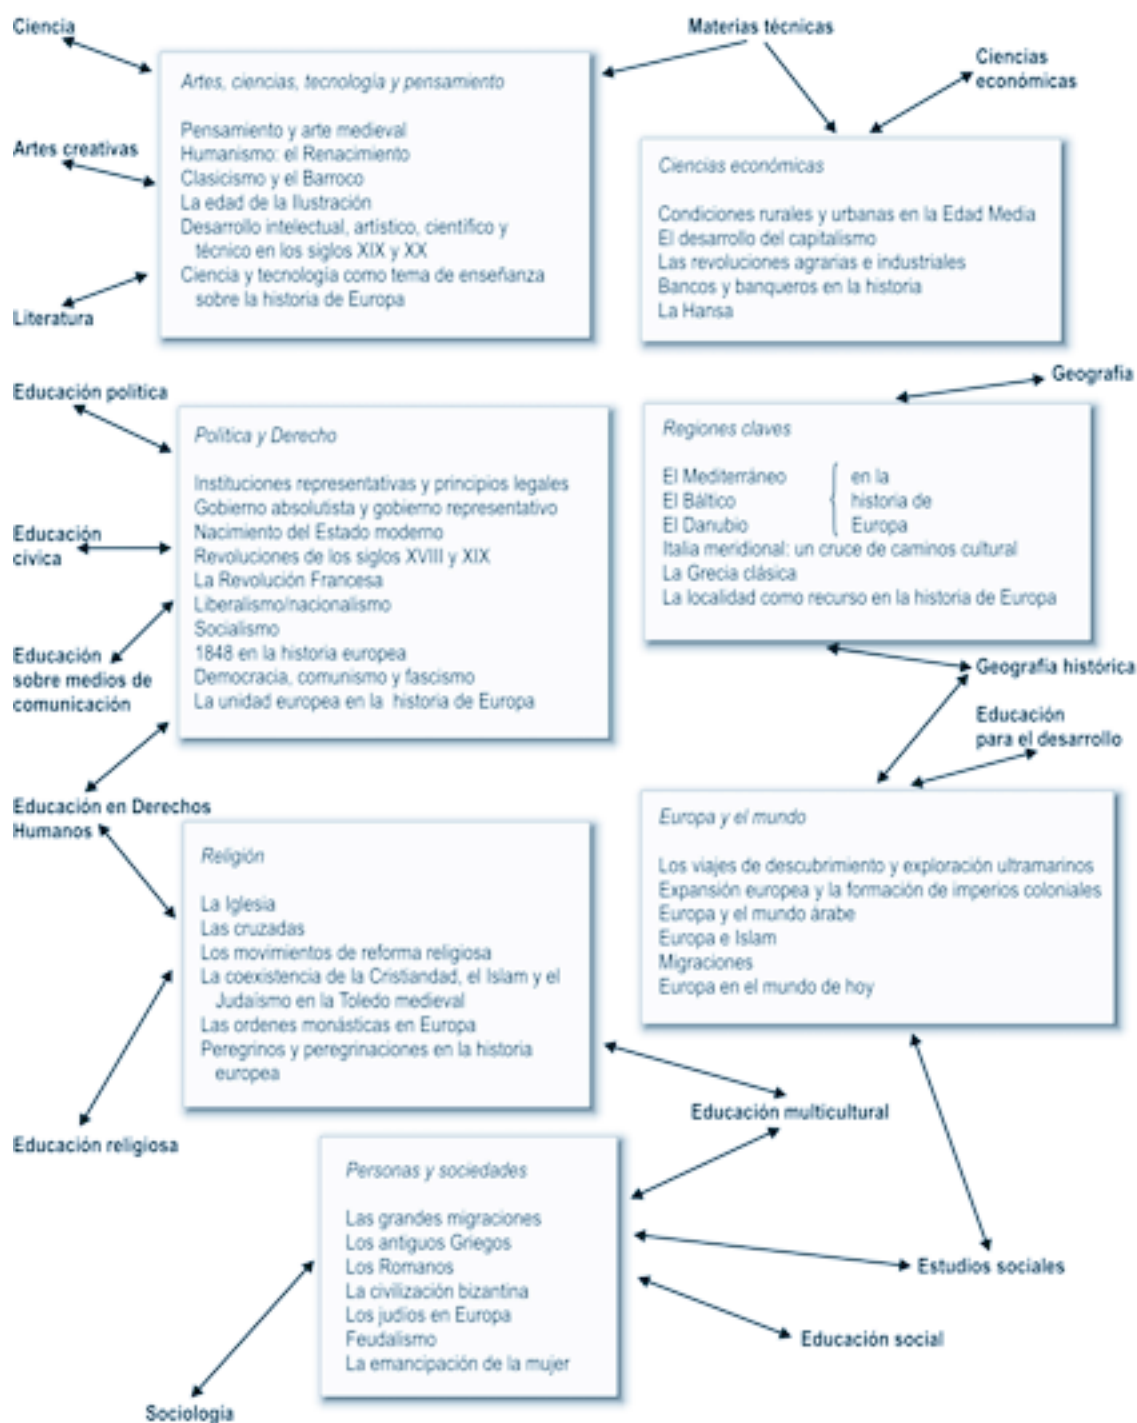 Ciencia
Materias técnicas
Ciencias
económicas
Artes, ciencias, tecnología y pensamiento
Pensamiento y arte medieval
Humanismo: el Renacimiento
Clasicismo y el Barroco
La edad de la Ilustración
Desarrollo intelectual, artístico, científico y
técnico en los siglos XIX y XX
Ciencia y tecnología como tema de enseñanza
sobre la historia de Europa
Artes creativas
Literatura
Ciencias económicas
Condiciones rurales y urbanas en la Edad Media
El desarrollo del capitalismo
Las revoluciones agrarias e industriales
Bancos y banqueros en la historia
La Hansa
Educación política
Política y Derecho
Instituciones representativas y principios legales
Gobierno absolutista y gobierno representativo
Nacimiento del Estado moderno
Revoluciones de los siglos XVIII y XIX
La Revolución Francesa
Liberalismo/nacionalismo
Socialismo
1848 en la historia europea
Democracia, comunismo y fascismo
La unidad europea en la historia de Europa
Educación
cívica
Educación
sobre medios de
comunicación
Geografía
Regiones claves
El Mediterráneo en la
El Báltico historia de
El Danubio Europa
Italia meridional: un cruce de caminos cultural
La Grecia clásica
La localidad como recurso en la historia de Europa
Geografía histórica
Educación
para el desarrollo
Educación en Derechos
Humanos
Religión
La Iglesia
Las cruzadas
Los movimientos de reforma religiosa
La coexistencia de la Cristiandad, el Islam y el
Judaísmo en la Toledo medieval
Las ordenes monásticas en Europa
Peregrinos y peregrinaciones en la historia
europea
Europa y el mundo
Los viajes de descubrimiento y exploración ultramarinos
Expansión europea y la formación de imperios coloniales
Europa y el mundo árabe
Europa e Islam
Migraciones
Europa en el mundo de hoy
Educación religiosa
Educación multicultural
Personas y sociedades
Las grandes migraciones
Los antiguos Griegos
Los Romanos
La civilización bizantina
Los judíos en Europa
Feudalismo
La emancipación de la mujer
Estudios sociales
Educación social
Sociología